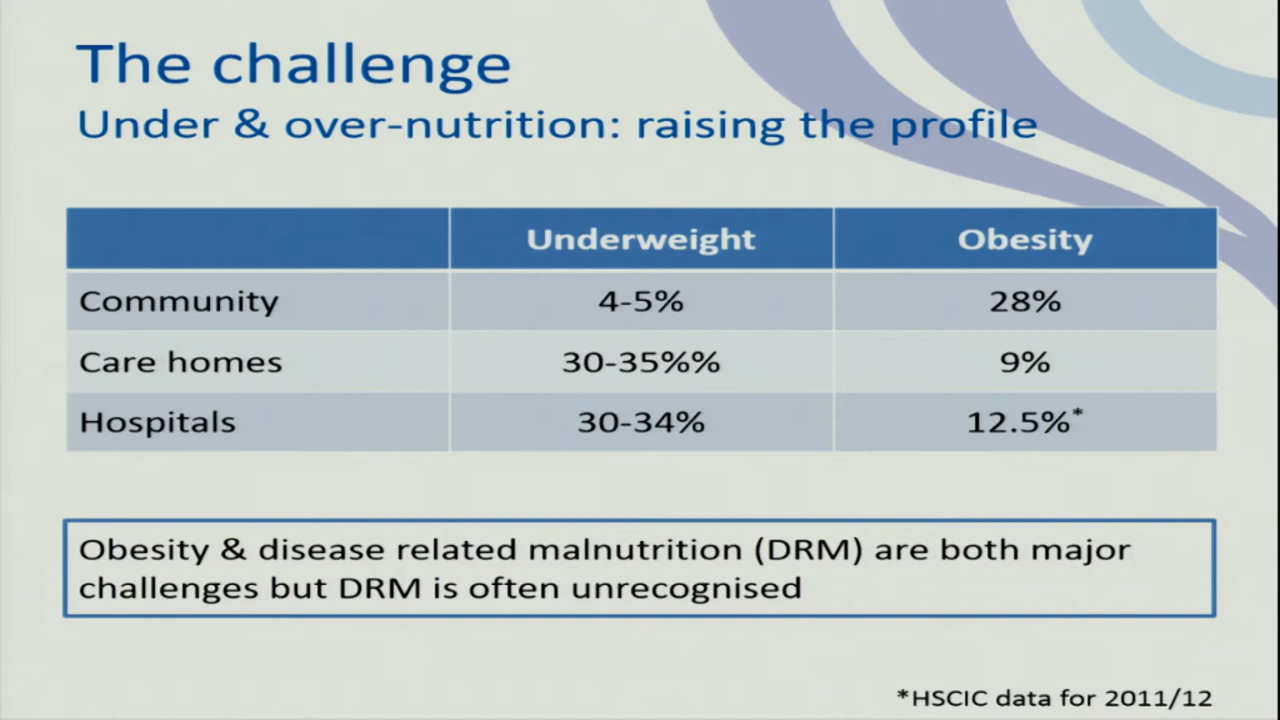 The challenge
Under & over-nutrition: raising the profile
Underweight Obesity
Community 4-5% 28%
Care homes 30-35%% 9%
Hospitals 30-34% 12.5%*
Obesity & disease related malnutrition (DRM) are both major
challenges but DRM is often unrecognised
*HSCIC data for 2011/12